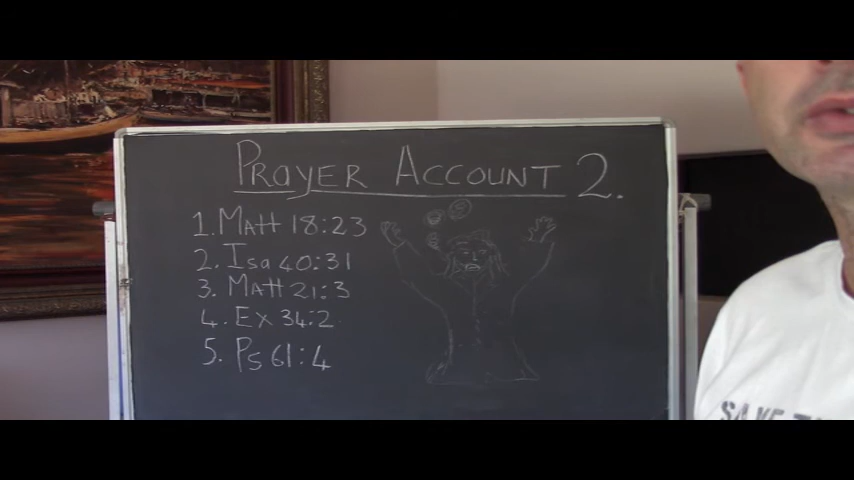 Prayer Account 2.
1. Matt 18:23
2. Isa 40:31
3. Matt 21:3
4. Ex 34:2
5. Ps 61:4
SAVE